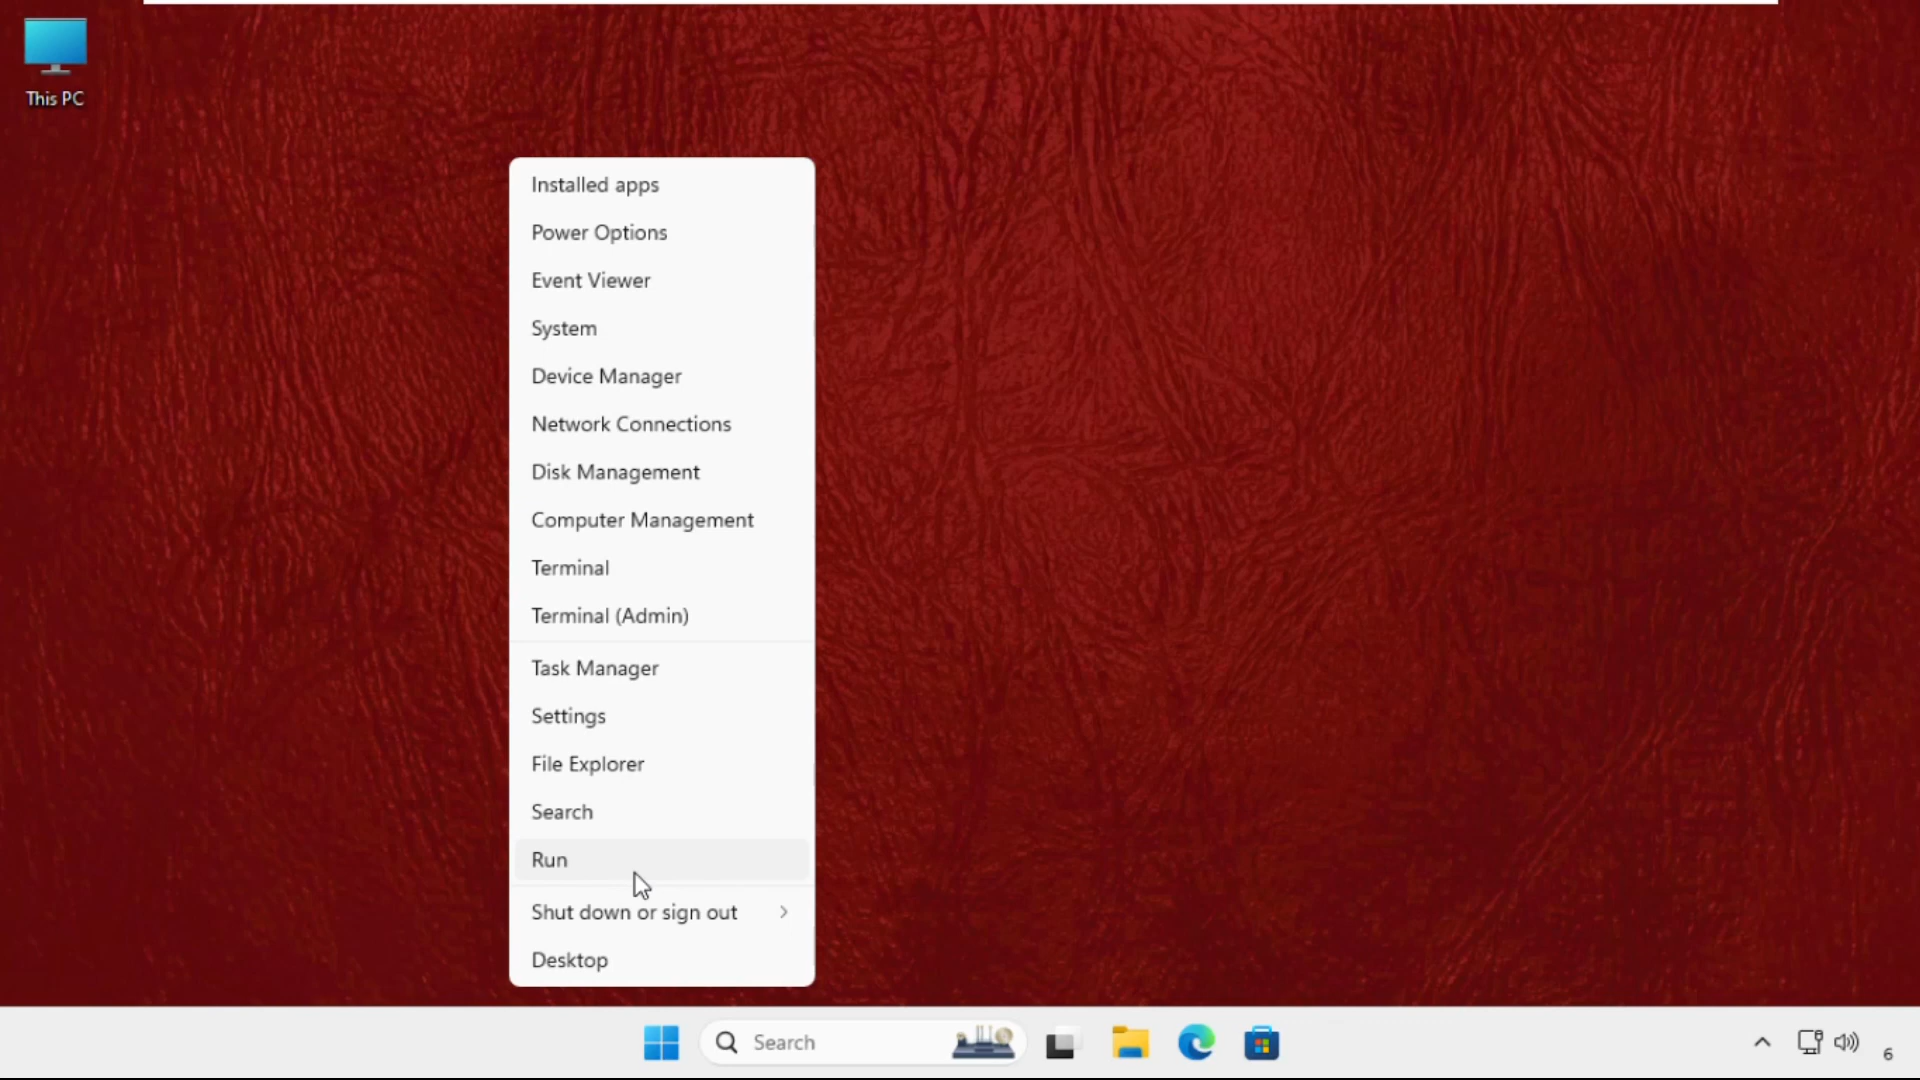 This PC
Installed apps
Power Options
Event Viewer
System
Device Manager
Network Connections
Disk Management
Computer Management
Terminal
Terminal (Admin)
Task Manager
Settings
File Explorer
Search
Run
Shut down or sign out
Desktop
Search
6